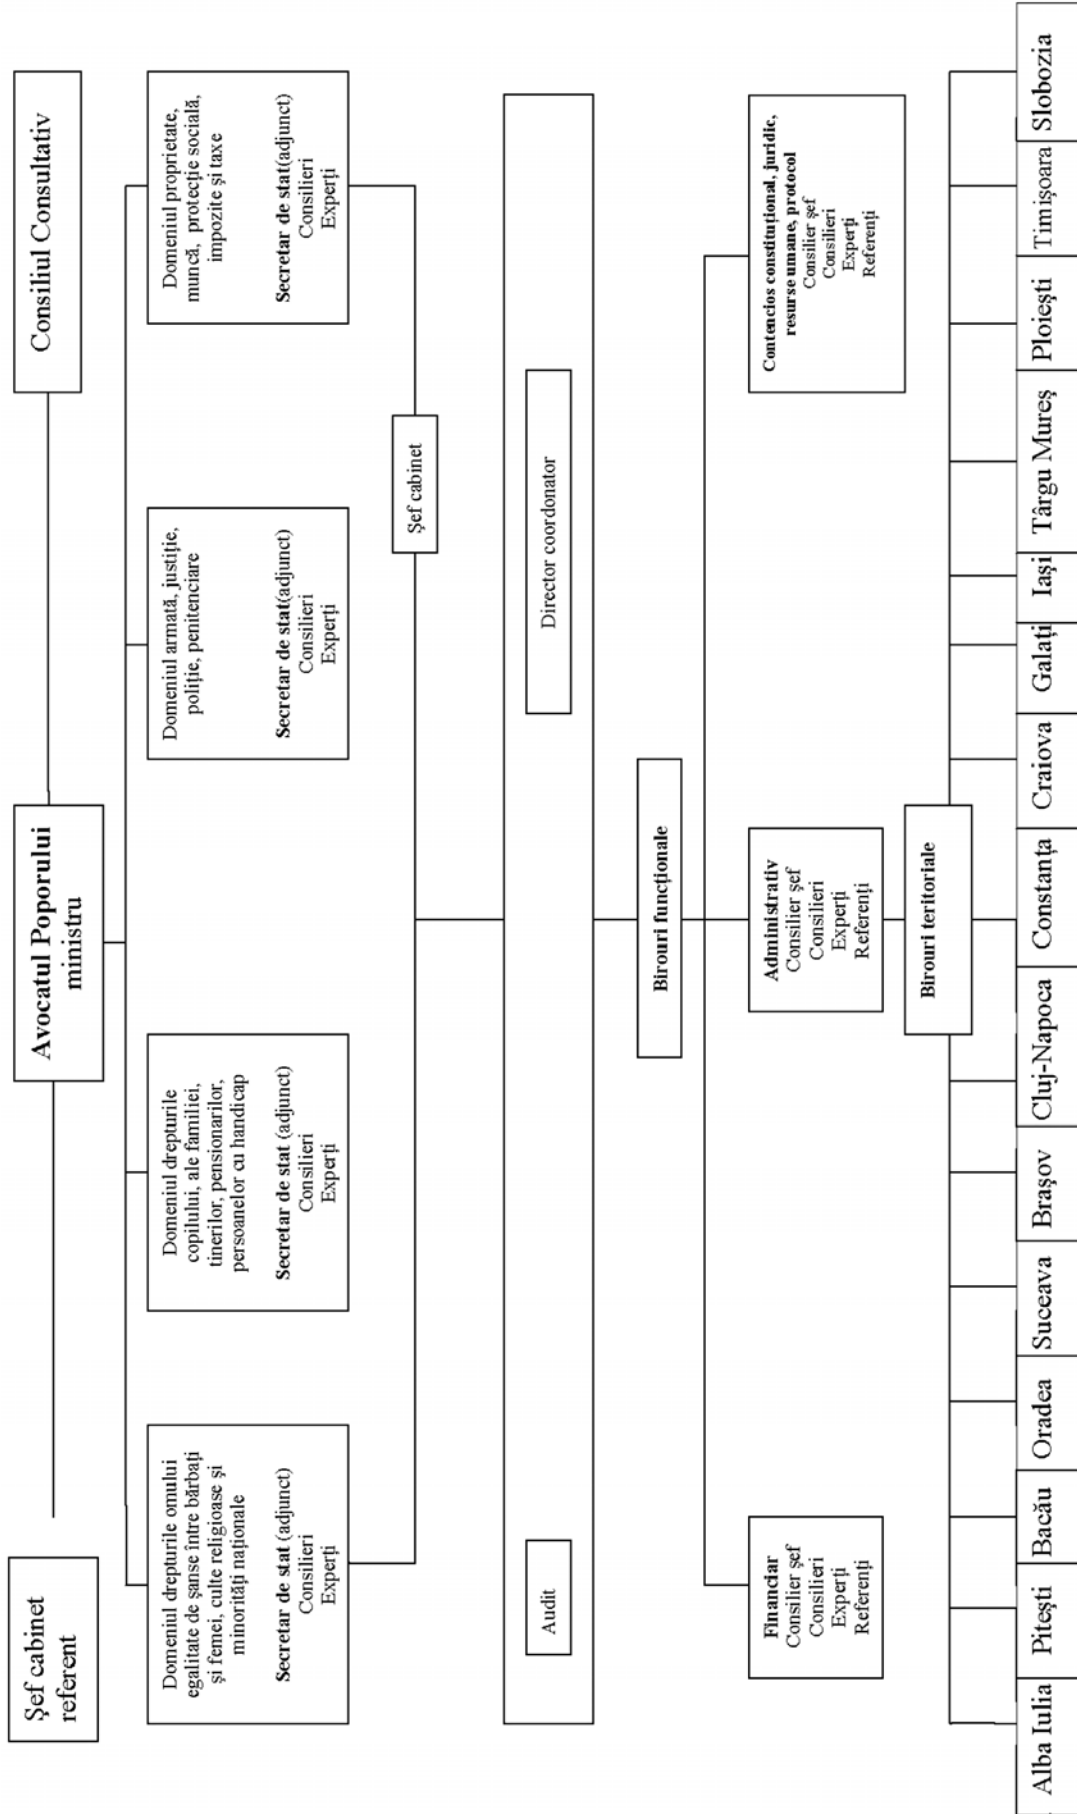 Şef cabinet
referent
Avocatul Poporului
ministru
Consiliul Consultativ
Domeniul drepturile omului
egalitate de şanse între bărbaţi
şi femei, culte religioase şi
minorităţi naţionale
Secretar de stat (adjunct)
Consilieri
Experţi
Domeniul drepturile
copilului, ale familiei,
tinerilor, pensionarilor,
persoanelor cu handicap
Secretar de stat (adjunct)
Consilieri
Experţi
Domeniul armată, justiţie,
poliţie, penitenciare
Secretar de stat(adjunct)
Consilieri
Experţi
Domeniul proprietate,
muncă, protecţie socială,
impozite şi taxe
Secretar de stat(adjunct)
Consilieri
Experţi
Şef cabinet
Audit
Director coordonator
Birouri funcţionale
Financiar
Consilier şef
Consilieri
Experţi
Referenţi
Administrativ
Consilier şef
Consilieri
Experţi
Referenţi
Contencios constituţional, juridic,
resurse umane, protocol
Consilier şef
Consilieri
Experţi
Referenţi
Birouri teritoriale
Alba Iulia
Piteşti
Bacău
Oradea
Suceava
Braşov
Cluj-Napoca
Constanţa
Craiova
Galaţi
Iaşi
Târgu Mureş
Ploieşti
Timişoara
Slobozia